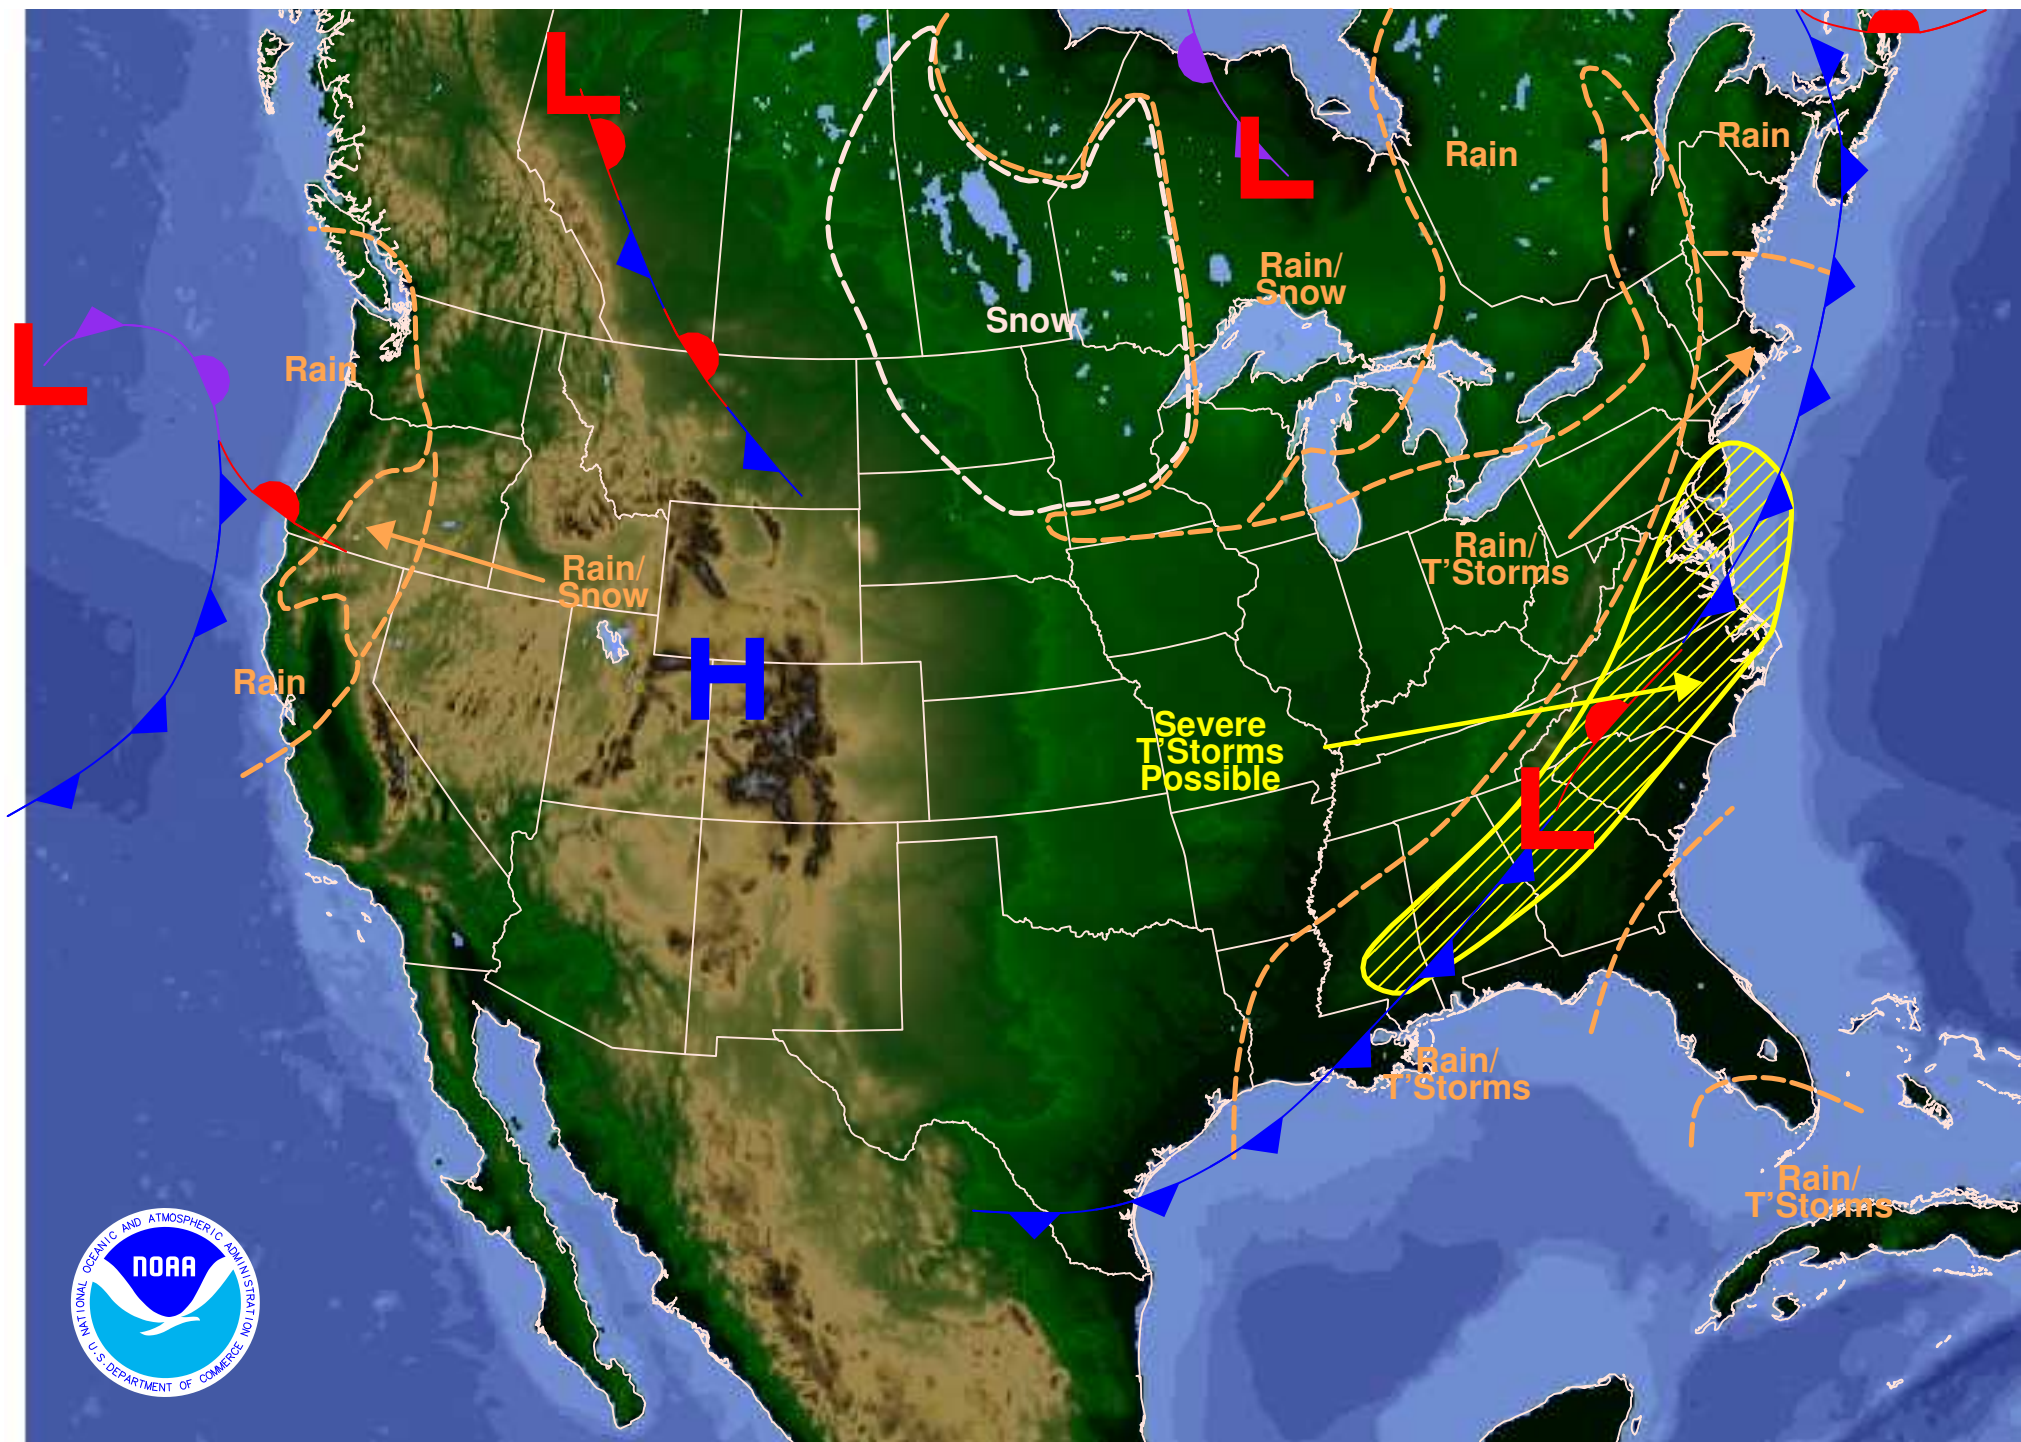 L
L
Rain
Rain
Rain/
Snow
Snow
L
Rain
Rain/
T'Storms
Rain/
Snow
H
Rain
Severe
T'Storms
Possible
L
Rain/
T'Storms
Rain/
T'Storms
NATIONAL OCEANIC AND ATMOSPHERIC ADMINISTRATION
NOAA
U.S. DEPARTMENT OF COMMERCE